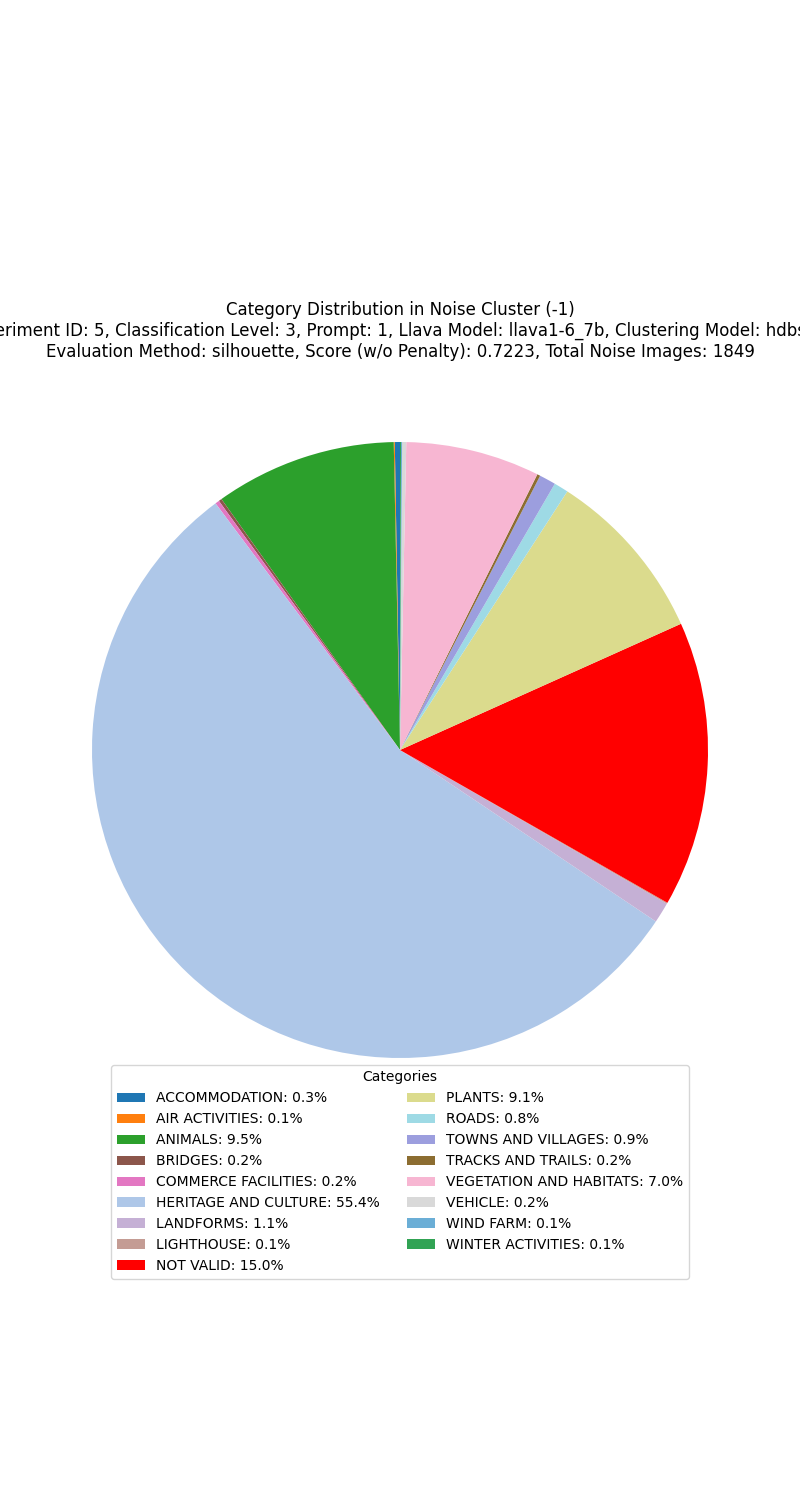 Category Distribution in Noise Cluster (-1)
ID: 5, Classification Level: 3, Prompt: 1, Llava Model: llava1-6_7b, Clustering Model:
Evaluation Method: silhouette, Score (w/o Penalty): 0.7223, Total Noise Images: 1849
Categories
ACCOMMODATION: 0.3%
AIR ACTIVITIES: 0.1%
ANIMALS: 9.5%
BRIDGES: 0.2%
COMMERCE FACILITIES: 0.2%
HERITAGE AND CULTURE: 55.4%
LANDFORMS: 1.1%
LIGHTHOUSE: 0.1%
NOT VALID: 15.0%
PLANTS: 9.1%
ROADS: 0.8%
TOWNS AND VILLAGES: 0.9%
TRACKS AND TRAILS: 0.2%
VEGETATION AND HABITATS: 7.0%
VEHICLE: 0.2%
WIND FARM: 0.1%
WINTER ACTIVITIES: 0.1%